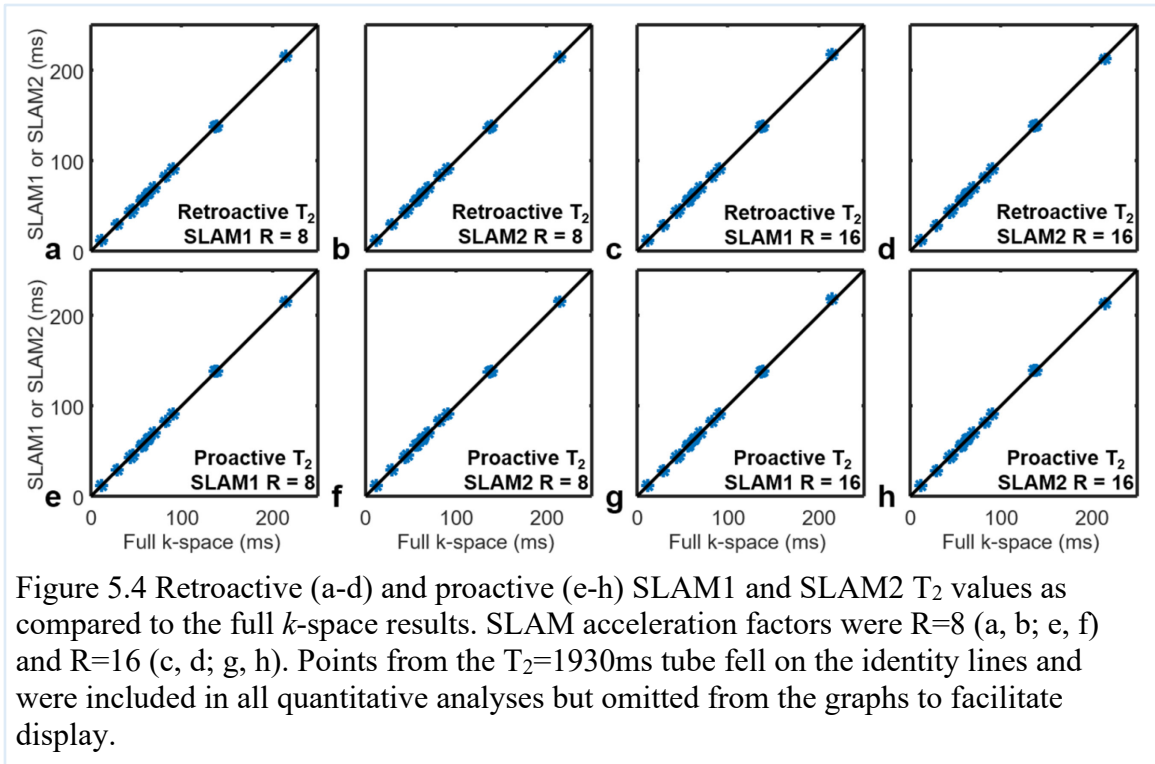 SLAM1 or SLAM2 (ms)
200
100
0
a
Retroactive T₂
SLAM1 R = 8
b
Retroactive T₂
SLAM2 R = 8
c
Retroactive T₂
SLAM1 R = 16
d
Retroactive T₂
SLAM2 R = 16
SLAM1 or SLAM2 (ms)
200
100
0
e
Proactive T₂
SLAM1 R = 8
f
Proactive T₂
SLAM2 R = 8
g
Proactive T₂
SLAM1 R = 16
h
Proactive T₂
SLAM2 R = 16
0 100 200
0 100 200
0 100 200
0 100 200
Full k-space (ms)
Full k-space (ms)
Full k-space (ms)
Full k-space (ms)
Figure 5.4 Retroactive (a-d) and proactive (e-h) SLAM1 and SLAM2 T₂ values as
compared to the full k-space results. SLAM acceleration factors were R=8 (a, b; e, f)
and R=16 (c, d; g, h). Points from the T₂=1930ms tube fell on the identity lines and
were included in all quantitative analyses but omitted from the graphs to facilitate
display.